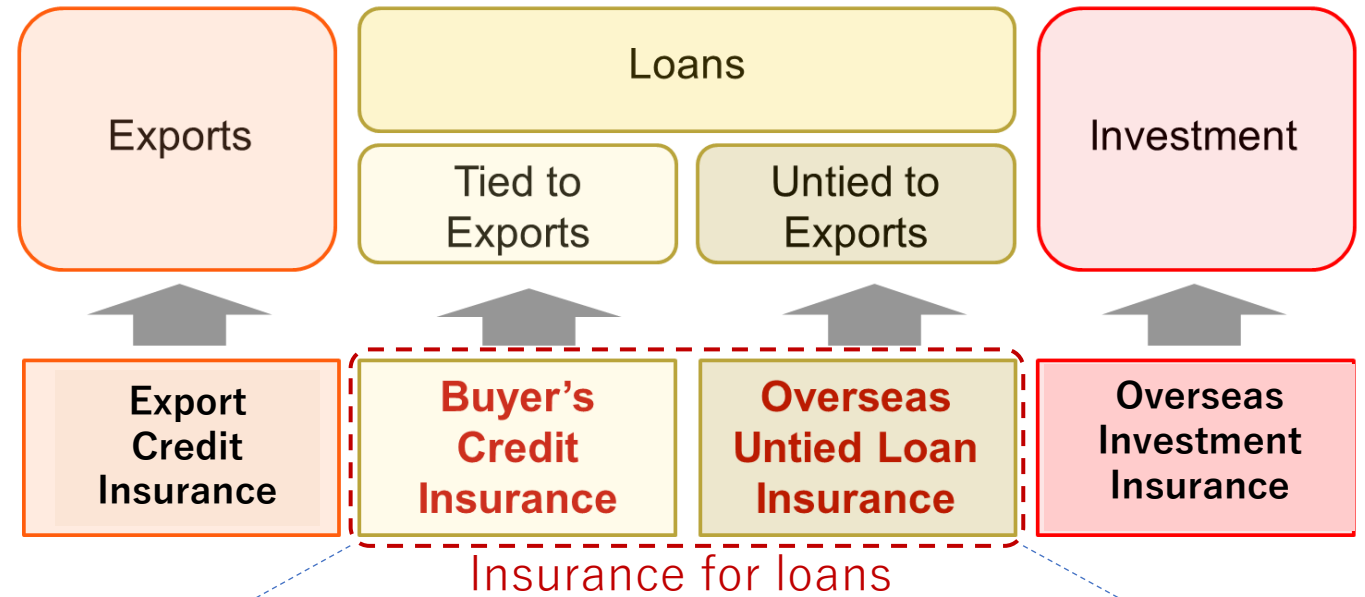 Exports
Loans
Investment
Tied to
Exports
Untied to
Exports
Export
Credit
Insurance
Buyer’s
Credit
Insurance
Overseas
Untied Loan
Insurance
Overseas
Investment
Insurance
Insurance for loans